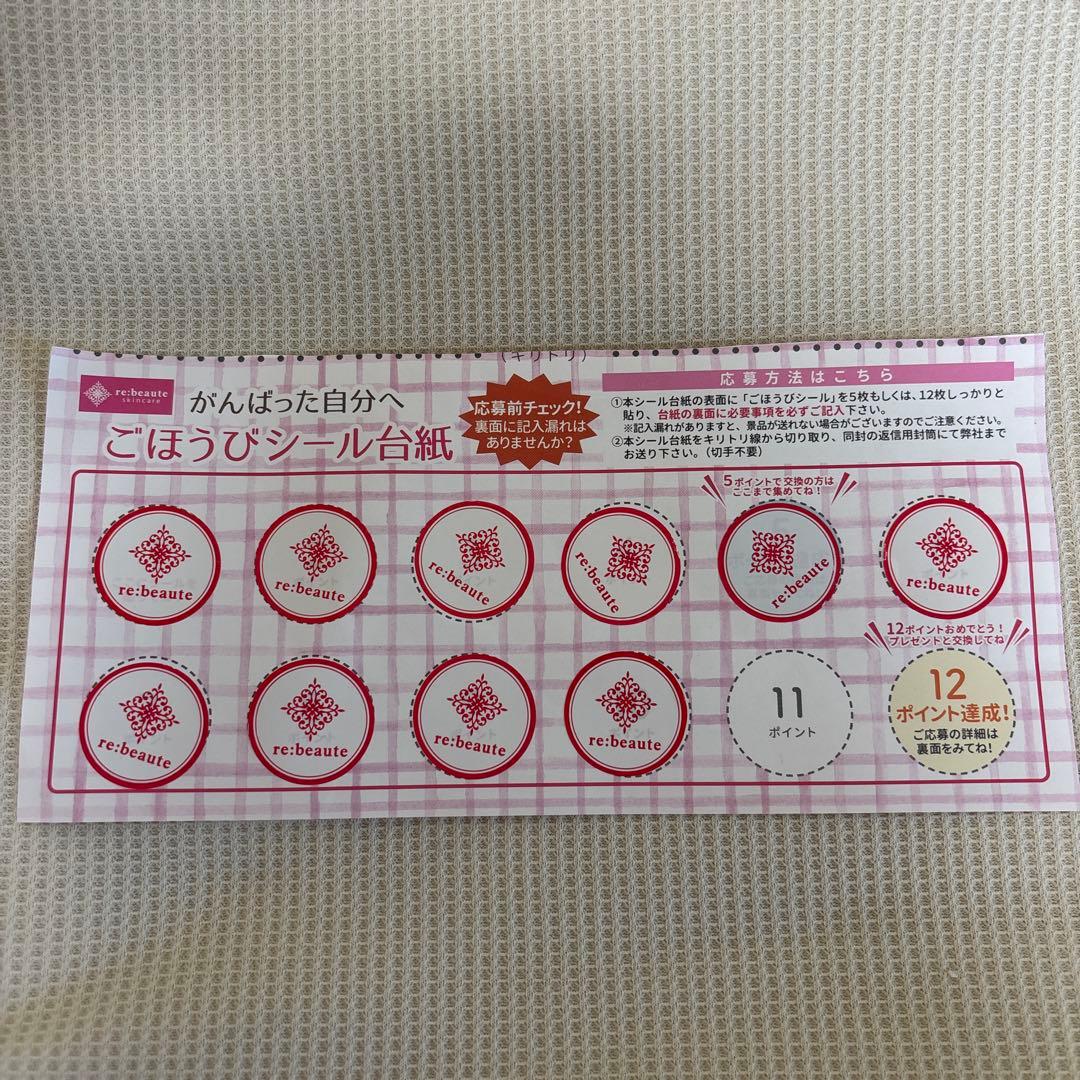 (キリトリ)
re:beaute
skincare
がんばった自分へ
ごほうびシール台紙
応募前チェック!
裏面に記入漏れは
ありませんか?
応募方法はこちら
①本シール台紙の表面に「ごほうびシール」を5枚もしくは、12枚しっかりと
貼り、台紙の裏面に必要事項を必ずご記入下さい。
※記入漏れがありますと、景品が送れない場合がございますのでご注意ください。
②本シール台紙をキリトリ線から切り取り、同封の返信用封筒にて弊社まで
お送り下さい。(切手不要)
5ポイントで交換の方は
ここまで集めてね!
re:beaute
re:beaute
re:beaute
re:beaute
re:beaute
re:beaute
12ポイントおめでとう!
プレゼントと交換してね
re:beaute
re:beaute
re:beaute
re:beaute
11
ポイント
12
ポイント達成!
ご応募の詳細は
裏面をみてね!